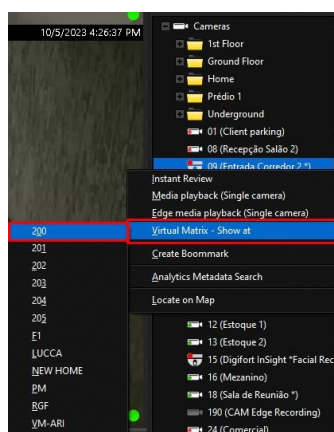 10/5/2023 4:26:37 PM
Cameras
1st Floor
Ground Floor
Home
Prédio 1
Underground
01 (Client parking)
08 (Recepção Salão 2)
09 (Entrada Corredor 2 *)
Instant Review
Media playback (Single camera)
Edge media playback (Single camera)
Virtual Matrix - Show at
Create Boommark
Analytics Metadata Search
Locate on Map
200
201
202
203
204
205
F1
LUCCA
NEW HOME
PM
RGF
VM-ARI
12 (Estoque 1)
13 (Estoque 2)
15 (Digifort InSight *Facial Rec
16 (Mezanino)
18 (Sala de Reunião *)
190 (CAM Edge Recording)
24 (Comercial)